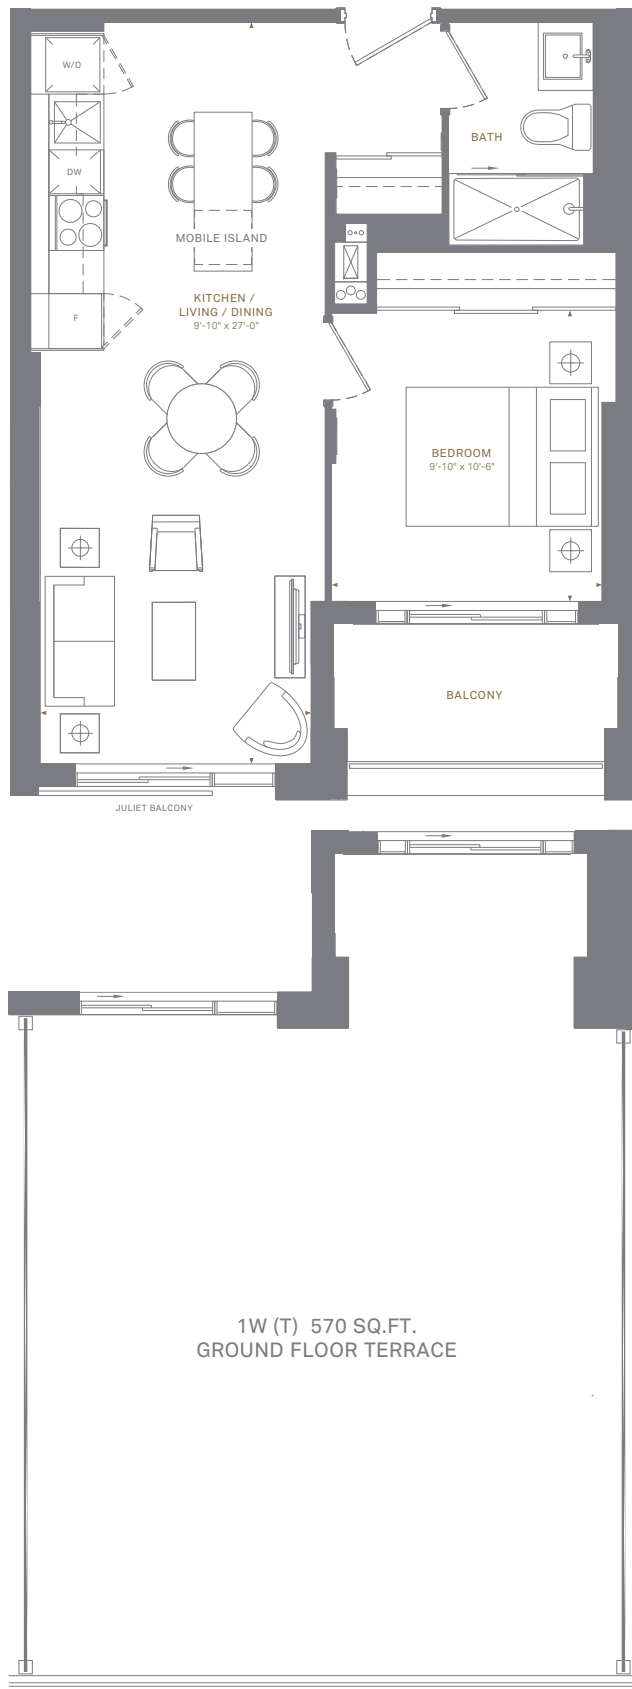 W/D
BATH
DW
MOBILE ISLAND
KITCHEN /
LIVING / DINING
9'-10" x 27'-0"
F
BEDROOM
9'-10" x 10'-6"
BALCONY
JULIET BALCONY
1W (T) 570 SQ.FT.
GROUND FLOOR TERRACE